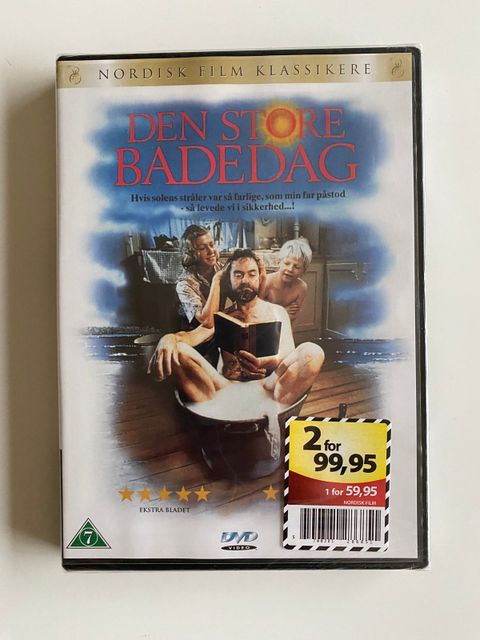 NORDISK FILM KLASSIKERE
DEN STORE
BADEDAG
Hvis solens stråler var så farlige, som min far påstod
- så levede vi i sikkerhed...!
2 for
99,95
1 for 59,95
NORDISK FILM
EKSTRA BLADET
7
DVD
VIDEO